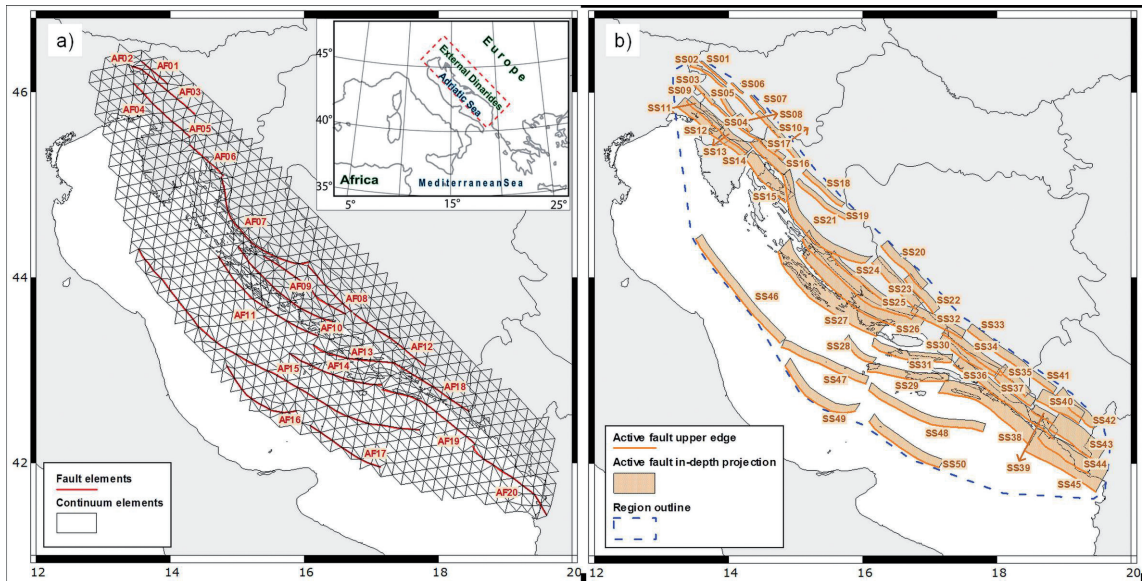 a)
46
44
42
12
14
16
18
20
AF02
AF01
AF03
AF04
AF05
AF06
AF07
AF09
AF08
AF11
AF10
AF13
AF12
AF14
AF15
AF18
AF16
AF17
AF19
AF20
Fault elements
Continuum elements
45°
40°
35°
5°
15°
25°
Europe
External Dinarides
Adriatic Sea
Africa
MediterraneanSea
b)
12
14
16
18
20
SS02
SS01
SS03
SS09
SS05
SS06
SS07
SS11
SS04
SS08
SS10
SS12
SS13
SS17
SS14
SS16
SS15
SS18
SS19
SS21
SS20
SS24
SS46
SS23
SS22
SS25
SS27
SS26
SS32
SS33
SS28
SS30
SS34
SS31
SS47
SS36
SS35
SS41
SS29
SS37
SS40
SS49
SS48
SS42
SS38
SS43
SS50
SS39
SS44
SS45
Active fault upper edge
Active fault in-depth projection
Region outline